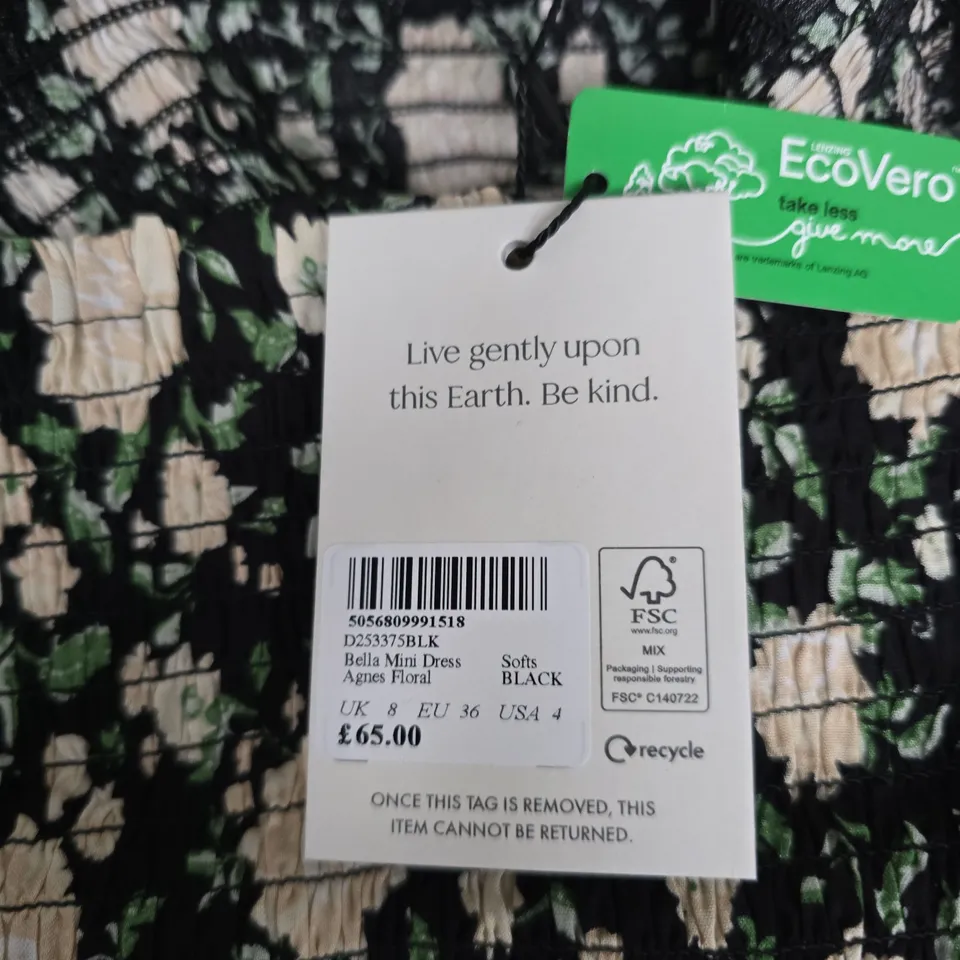 LENZING
EcoVero™
take less
give more
are trademarks of Lenzing AG
Live gently upon
this Earth. Be kind.
5056809991518
D253375BLK
Bella Mini Dress Softs
Agnes Floral BLACK
UK 8 EU 36 USA 4
£65.00
FSC®
www.fsc.org
MIX
Packaging | Supporting
responsible forestry
FSC® C140722
recycle
ONCE THIS TAG IS REMOVED, THIS
ITEM CANNOT BE RETURNED.